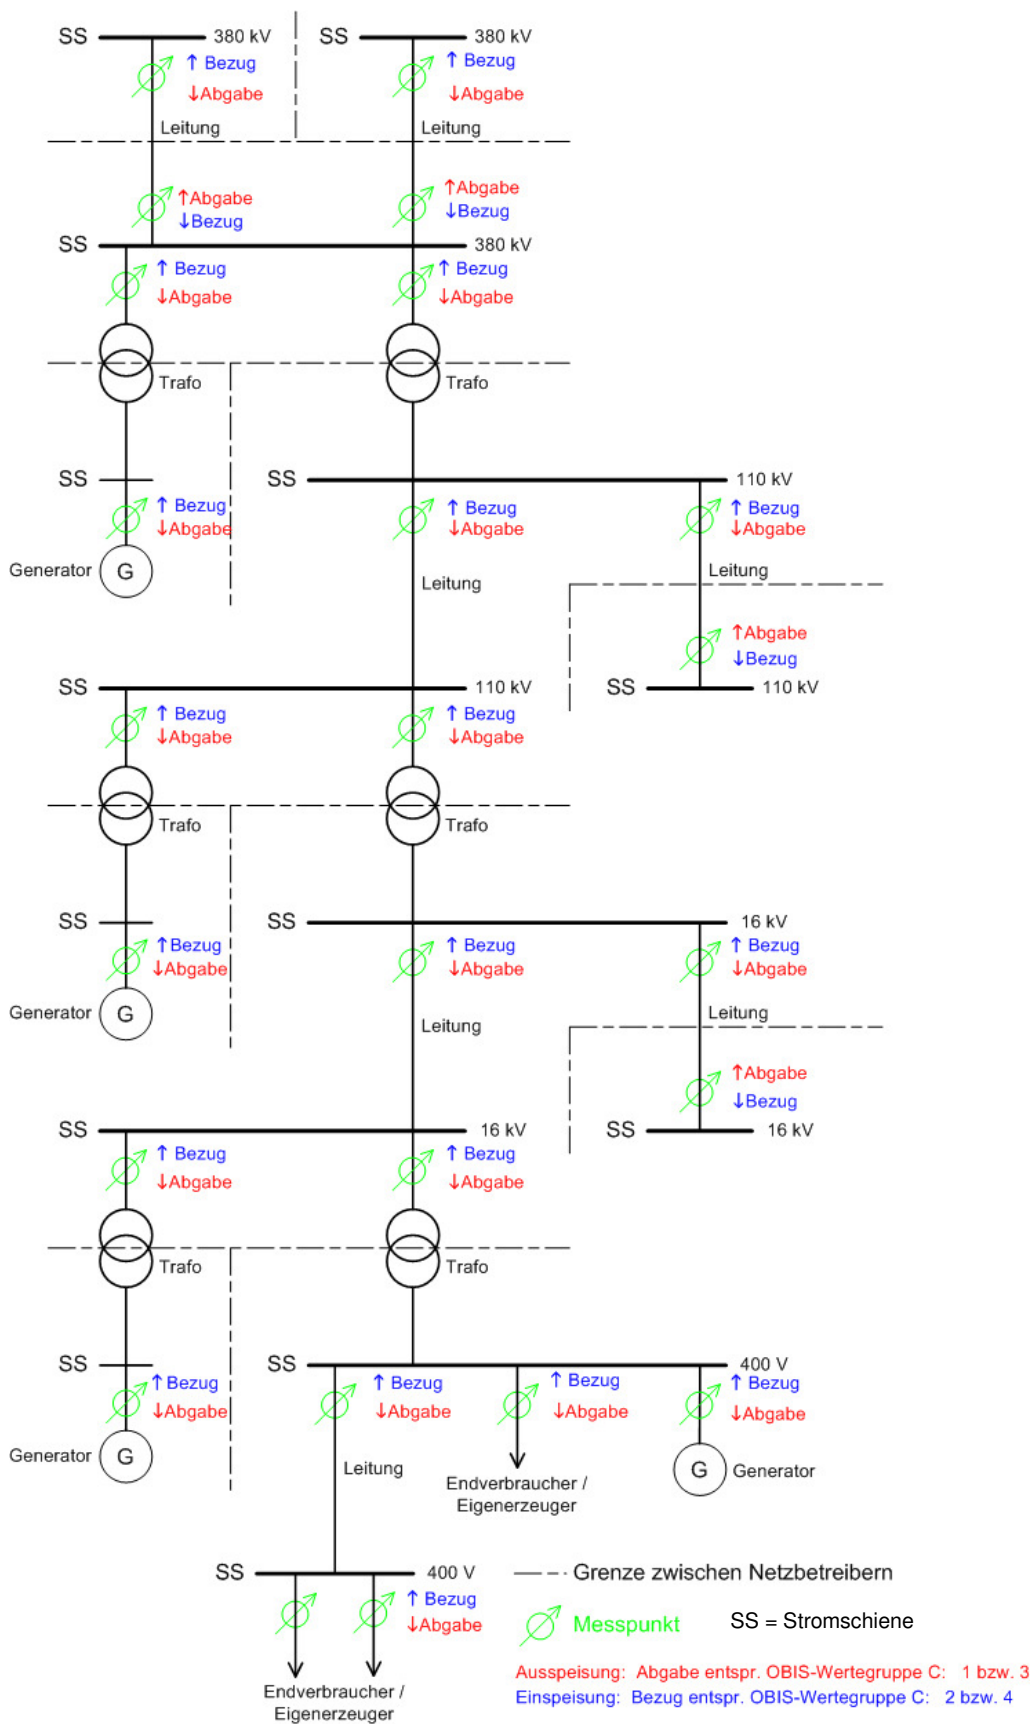 SS 380 kV SS 380 kV
↑ Bezug ↑ Bezug
↓Abgabe ↓Abgabe
Leitung Leitung
↑Abgabe ↑Abgabe
↓Bezug ↓Bezug
SS 380 kV
↑ Bezug ↑ Bezug
↓Abgabe ↓Abgabe
Trafo Trafo
SS SS 110 kV
↑ Bezug ↑ Bezug ↑ Bezug
↓Abgabe ↓Abgabe ↓Abgabe
Generator G Leitung Leitung
↑Abgabe
↓Bezug
SS 110 kV SS 110 kV
↑ Bezug ↑ Bezug
↓Abgabe ↓Abgabe
Trafo Trafo
SS SS 16 kV
↑Bezug ↑ Bezug ↑ Bezug
↓Abgabe ↓Abgabe ↓Abgabe
Generator G Leitung Leitung
↑Abgabe
↓Bezug
SS 16 kV SS 16 kV
↑ Bezug ↑ Bezug
↓Abgabe ↓Abgabe
Trafo Trafo
SS SS 400 V
↑ Bezug ↑ Bezug ↑ Bezug ↑ Bezug
↓Abgabe ↓Abgabe ↓Abgabe ↓Abgabe
Generator G Leitung G Generator
Endverbraucher /
Eigenerzeuger
SS 400 V
↑ Bezug
↓Abgabe
Endverbraucher /
Eigenerzeuger
Grenze zwischen Netzbetreibern
Messpunkt SS = Stromschiene
Ausspeisung: Abgabe entspr. OBIS-Wertegruppe C: 1 bzw. 3
Einspeisung: Bezug entspr. OBIS-Wertegruppe C: 2 bzw. 4